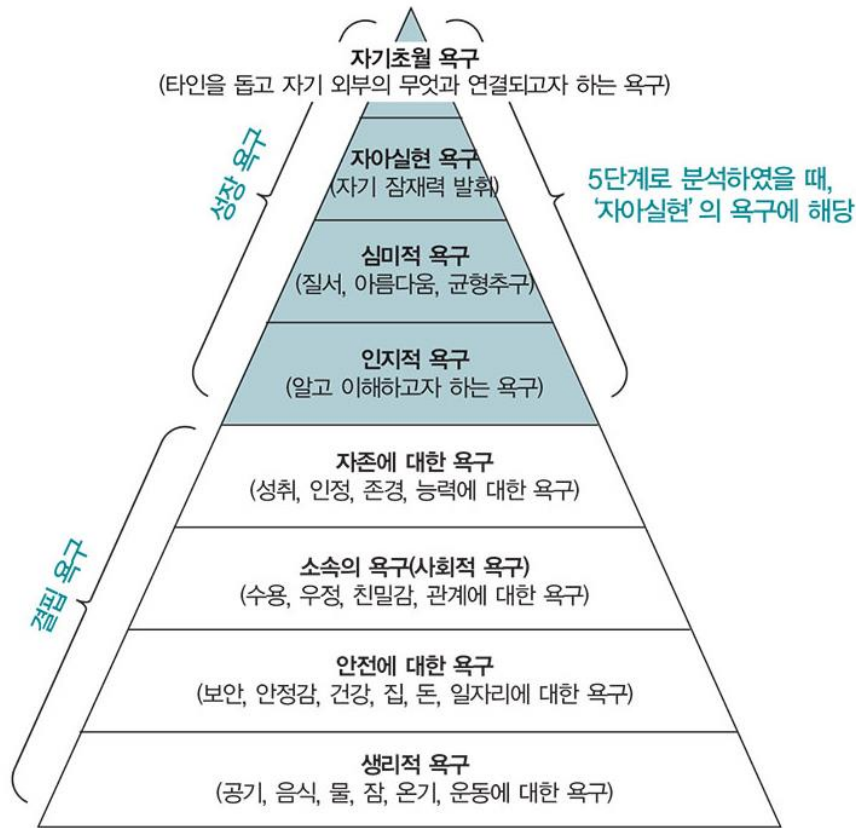 자기초월 욕구
(타인을 돕고 자기 외부의 무엇과 연결되고자 하는 욕구)
성장 욕구
자아실현 욕구
(자기 잠재력 발휘)
5단계로 분석하였을 때,
‘자아실현’의 욕구에 해당
심미적 욕구
(질서, 아름다움, 균형추구)
인지적 욕구
(알고 이해하고자 하는 욕구)
결핍 욕구
자존에 대한 욕구
(성취, 인정, 존경, 능력에 대한 욕구)
소속의 욕구(사회적 욕구)
(수용, 우정, 친밀감, 관계에 대한 욕구)
안전에 대한 욕구
(보안, 안정감, 건강, 집, 돈, 일자리에 대한 욕구)
생리적 욕구
(공기, 음식, 물, 잠, 온기, 운동에 대한 욕구)